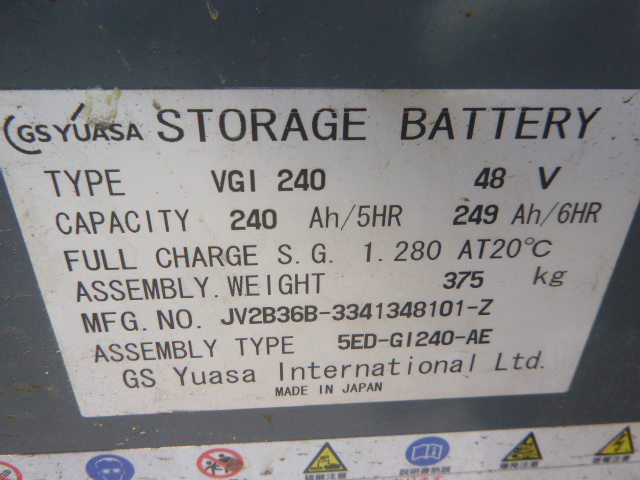 GS YUASA STORAGE BATTERY
TYPE VGI 240 48 V
CAPACITY 240 Ah/5HR 249 Ah/6HR
FULL CHARGE S.G. 1.280 AT20°C
ASSEMBLY.WEIGHT 375 kg
MFG.NO. JV2B36B-3341348101-Z
ASSEMBLY TYPE 5ED-GI240-AE
GS Yuasa International Ltd.
MADE IN JAPAN